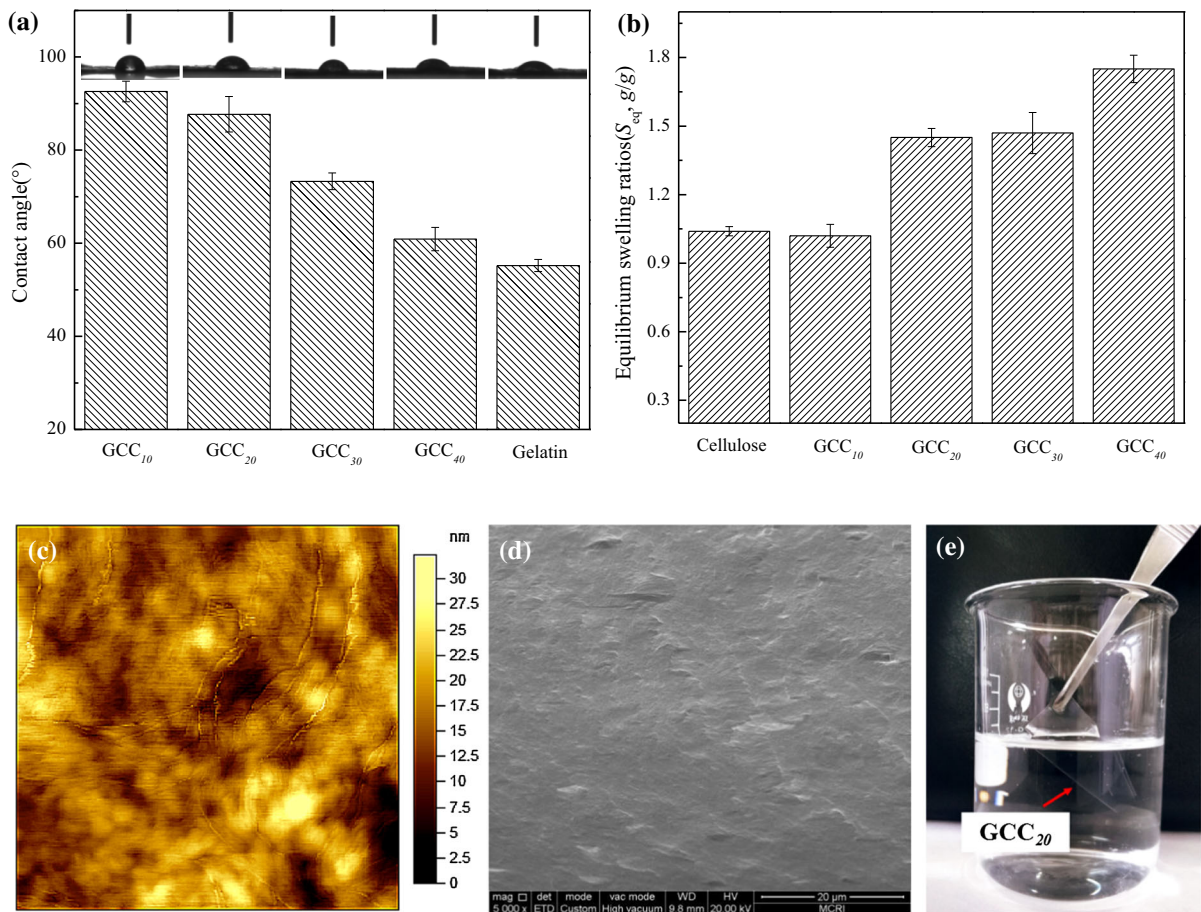 (a)
100
80
60
40
20
Contact angle(°)
GCC10
GCC20
GCC30
GCC40
Gelatin
(b)
1.8
1.5
1.2
0.9
0.6
0.3
Equilibrium swelling ratios(Seq, g/g)
Cellulose
GCC10
GCC20
GCC30
GCC40
(c)
nm
30
27.5
25
22.5
20
17.5
15
12.5
10
7.5
5
2.5
0
(d)
mag det mode vac mode WD HV 20 µm
5 000 x ETD Custom High vacuum 9.8 mm 20.00 kV MCRI
(e)
GCC20